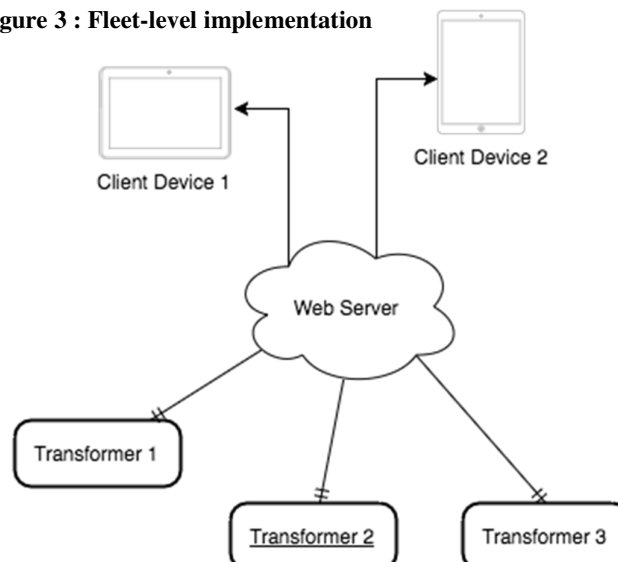 gure 3 : Fleet-level implementation
Client Device 1
Client Device 2
Web Server
Transformer 1
Transformer 2
Transformer 3